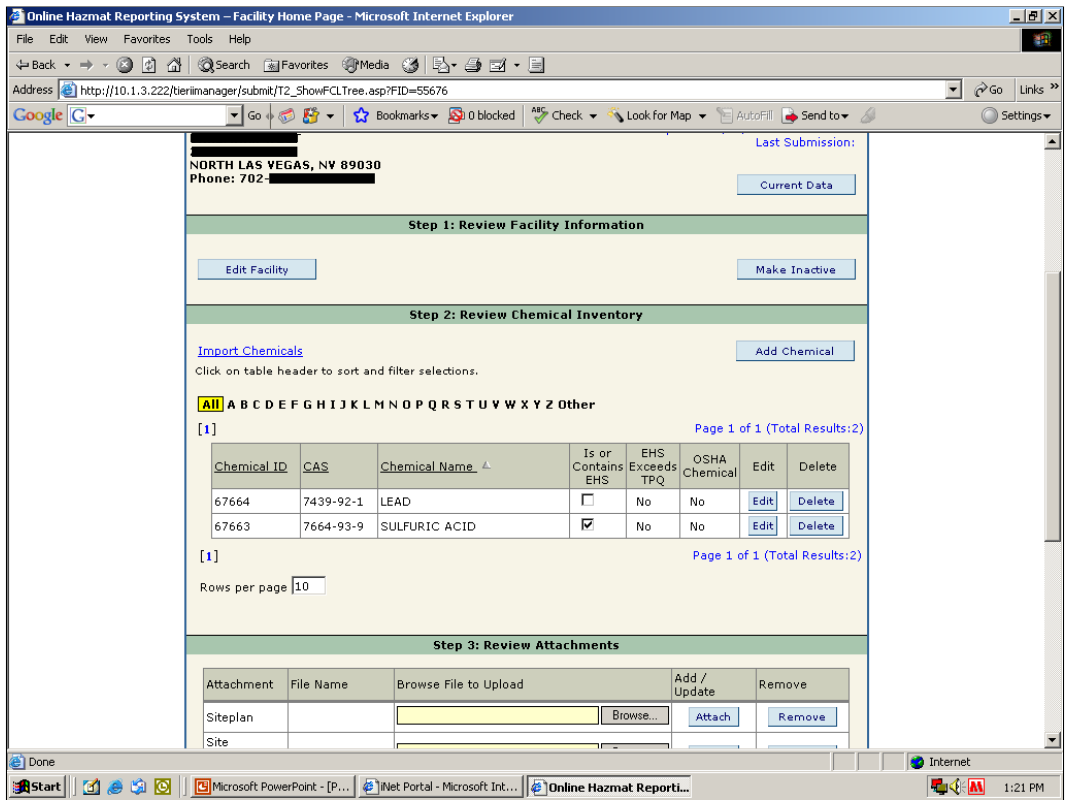 Online Hazmat Reporting System – Facility Home Page - Microsoft Internet Explorer
File Edit View Favorites Tools Help
Back Search Favorites Media
Address http://10.1.3.222/tieriimanager/submit/T2_ShowFCLTree.asp?FID=55676 Go Links »
Google G Go Bookmarks 0 blocked ABC Check Look for Map AutoFill Send to Settings
Last Submission:
NORTH LAS VEGAS, NV 89030
Phone: 702-
Current Data
Step 1: Review Facility Information
Edit Facility Make Inactive
Step 2: Review Chemical Inventory
Import Chemicals Add Chemical
Click on table header to sort and filter selections.
All A B C D E F G H I J K L M N O P Q R S T U V W X Y Z Other
[1] Page 1 of 1 (Total Results:2)
Chemical ID CAS Chemical Name Is or Contains EHS EHS Exceeds TPQ OSHA Chemical Edit Delete
67664 7439-92-1 LEAD No No Edit Delete
67663 7664-93-9 SULFURIC ACID No No Edit Delete
[1] Page 1 of 1 (Total Results:2)
Rows per page 10
Step 3: Review Attachments
Attachment File Name Browse File to Upload Add / Update Remove
Siteplan Browse... Attach Remove
Site
Done Internet
Start Microsoft PowerPoint - [P... iNet Portal - Microsoft Int... Online Hazmat Reporti... 1:21 PM